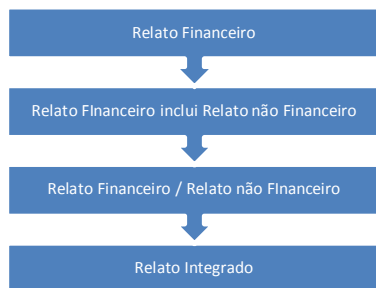 Relato Financeiro
Relato FInanceiro inclui Relato não Financeiro
Relato Financeiro / Relato não FInanceiro
Relato Integrado